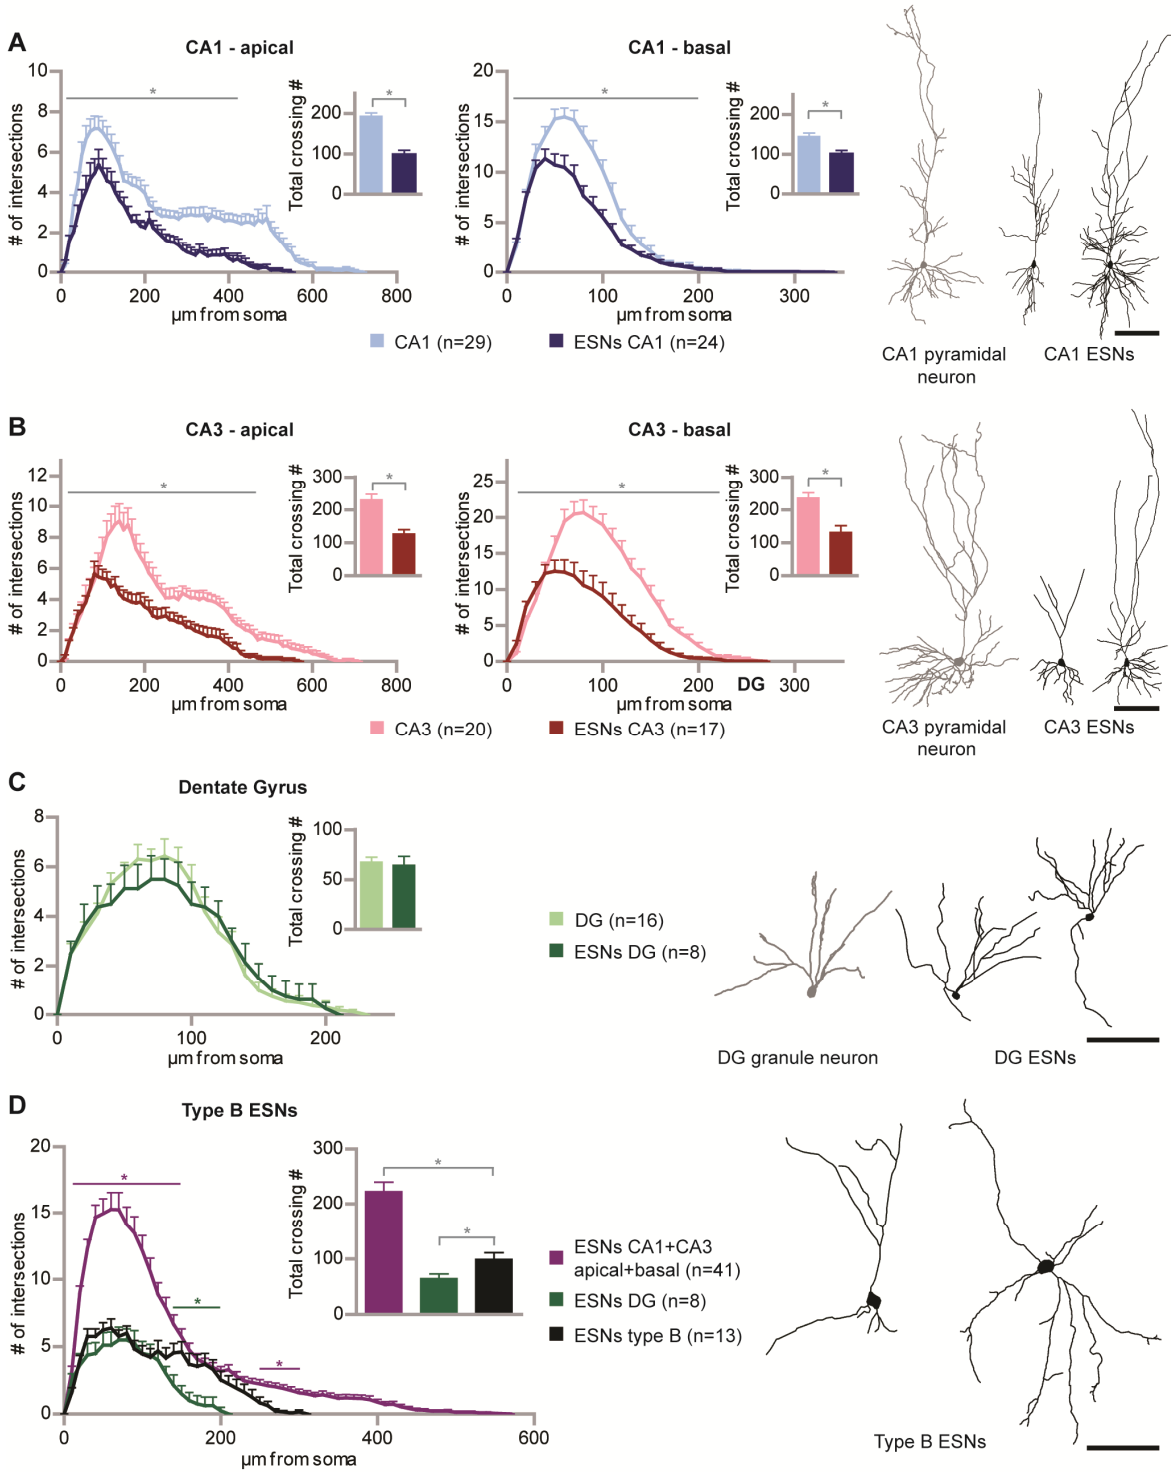 A
CA1 - apical
# of intersections
10
8
6
4
2
0
*
0
200
400
600
800
µm from soma
Total crossing #
200
100
0
*
CA1 - basal
# of intersections
20
15
10
5
0
*
0
100
200
300
µm from soma
Total crossing #
200
100
0
*
CA1 (n=29)
ESNs CA1 (n=24)
CA1 pyramidal
neuron
CA1 ESNs
B
CA3 - apical
# of intersections
12
10
8
6
4
2
0
*
0
200
400
600
800
µm from soma
Total crossing #
300
200
100
0
*
CA3 - basal
# of intersections
25
20
15
10
5
0
*
0
100
200
DG
300
µm from soma
Total crossing #
300
200
100
0
*
CA3 (n=20)
ESNs CA3 (n=17)
CA3 pyramidal
neuron
CA3 ESNs
C
Dentate Gyrus
# of intersections
8
6
4
2
0
0
100
200
µm from soma
Total crossing #
100
50
0
DG (n=16)
ESNs DG (n=8)
DG granule neuron
DG ESNs
D
Type B ESNs
# of intersections
20
15
10
5
0
*
*
*
0
200
400
600
µm from soma
Total crossing #
300
200
100
0
*
*
ESNs CA1+CA3
apical+basal (n=41)
ESNs DG (n=8)
ESNs type B (n=13)
Type B ESNs